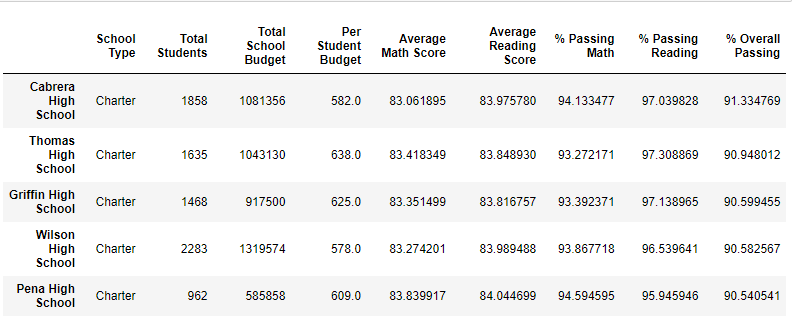 School Type Total Students Total School Budget Per Student Budget Average Math Score Average Reading Score % Passing Math % Passing Reading % Overall Passing
Cabrera High School Charter 1858 1081356 582.0 83.061895 83.975780 94.133477 97.039828 91.334769
Thomas High School Charter 1635 1043130 638.0 83.418349 83.848930 93.272171 97.308869 90.948012
Griffin High School Charter 1468 917500 625.0 83.351499 83.816757 93.392371 97.138965 90.599455
Wilson High School Charter 2283 1319574 578.0 83.274201 83.989488 93.867718 96.539641 90.582567
Pena High School Charter 962 585858 609.0 83.839917 84.044699 94.594595 95.945946 90.540541